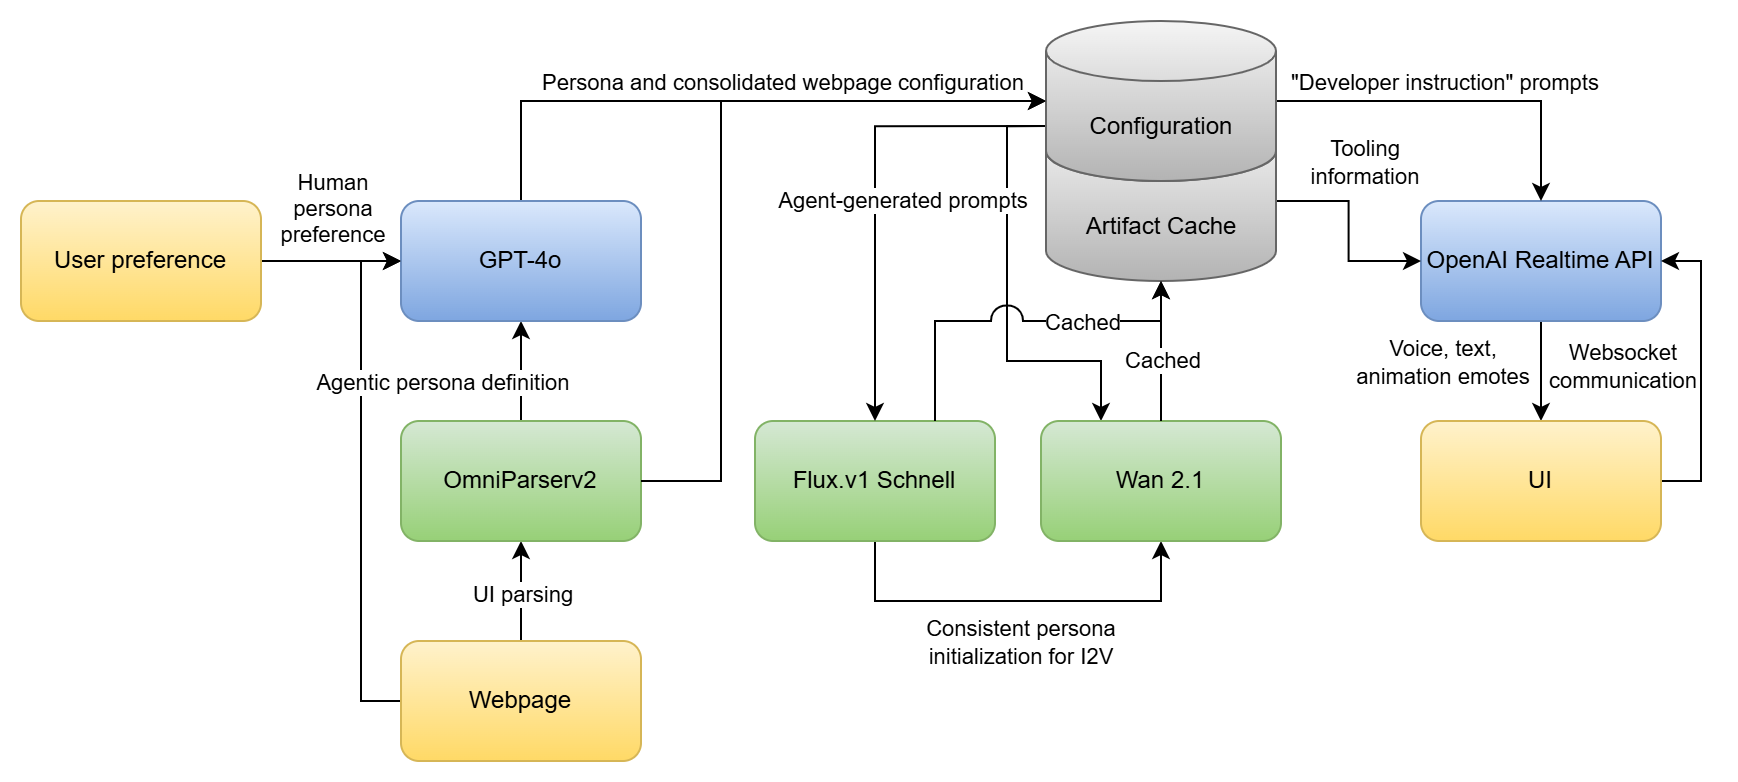 Persona and consolidated webpage configuration
"Developer instruction" prompts
Configuration
Tooling
information
Human
persona
preference
Agent-generated prompts
Artifact Cache
User preference
GPT-4o
OpenAI Realtime API
Cached
Cached
Voice, text,
animation emotes
Websocket
communication
Agentic persona definition
OmniParserv2
Flux.v1 Schnell
Wan 2.1
UI
UI parsing
Consistent persona
initialization for I2V
Webpage